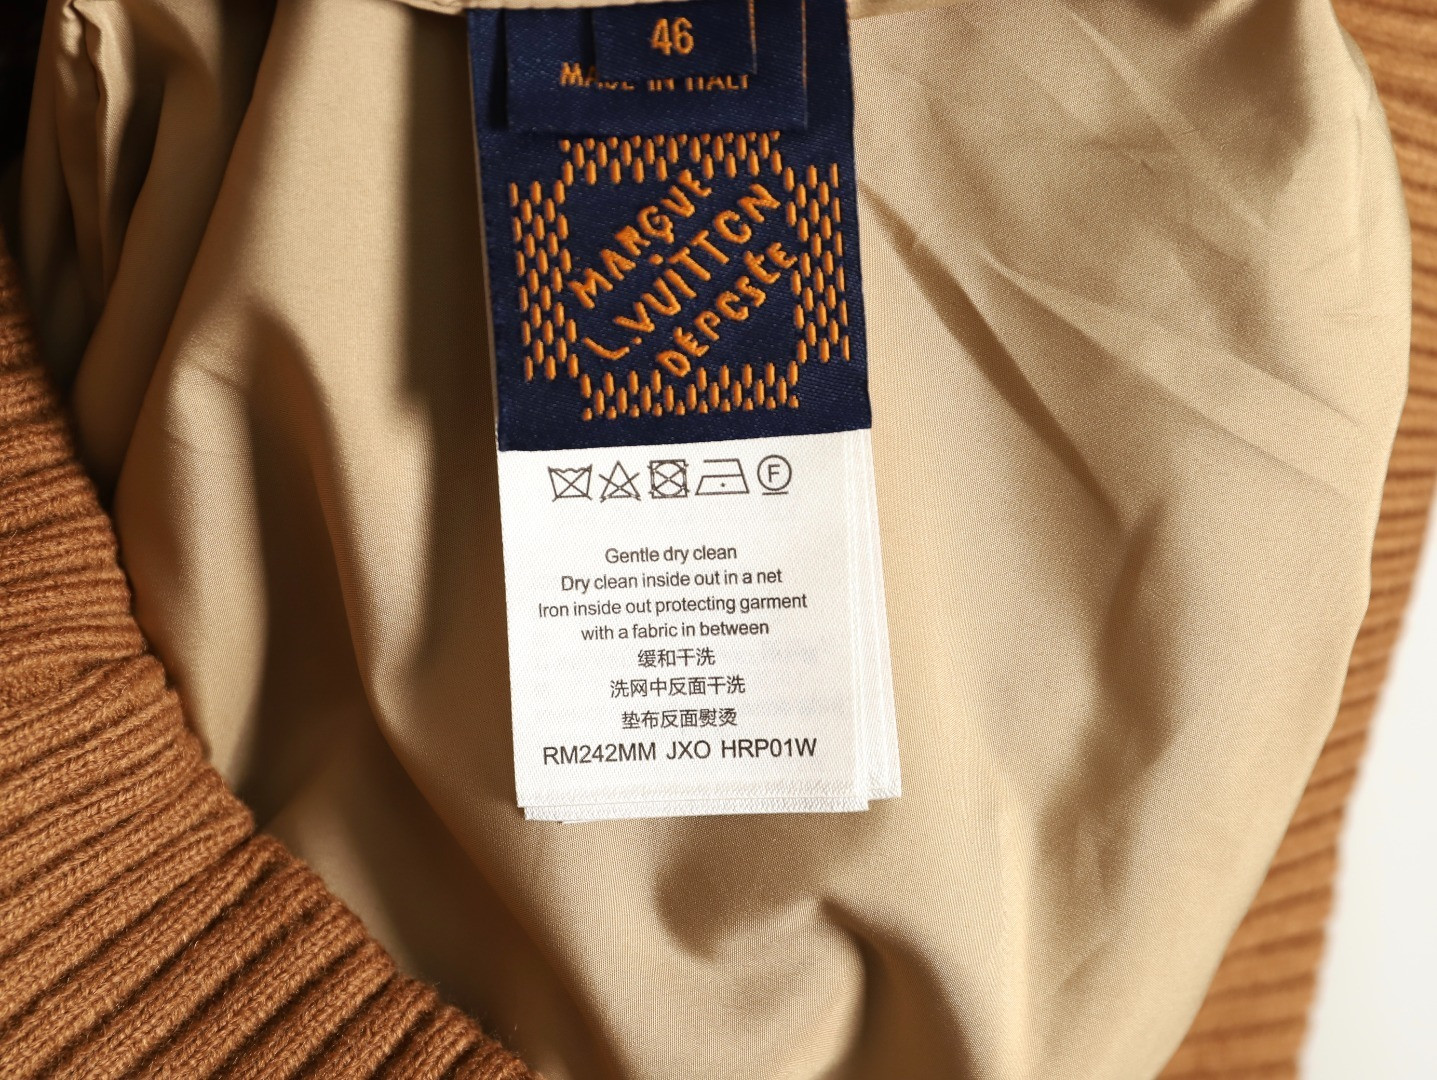 46
MADE IN ITALY
MARQUE
L.VUITTON
DÉPOSÉE
F
Gentle dry clean
Dry clean inside out in a net
Iron inside out protecting garment
with a fabric in between
缓和干洗
洗网中反面干洗
垫布反面熨烫
RM242MM JXO HRP01W